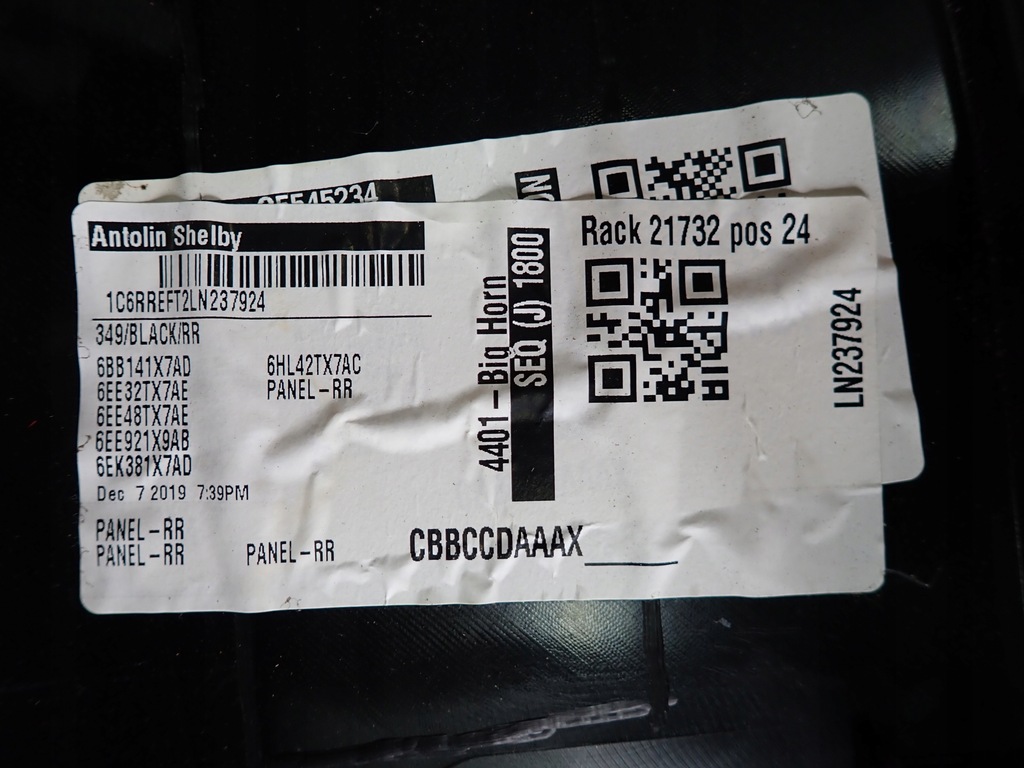 Antolin Shelby
1C6RREFT2LN237924
349/BLACK/RR
6BB141X7AD
6EE32TX7AE
6EE48TX7AE
6EE921X9AB
6EK381X7AD
6HL42TX7AC
PANEL-RR
Dec 7 2019 7:39PM
PANEL-RR
PANEL-RR PANEL-RR
4401-Big Horn
SEQ (J) 1800
Rack 21732 pos 24
LN237924
CBBCCDAAAX